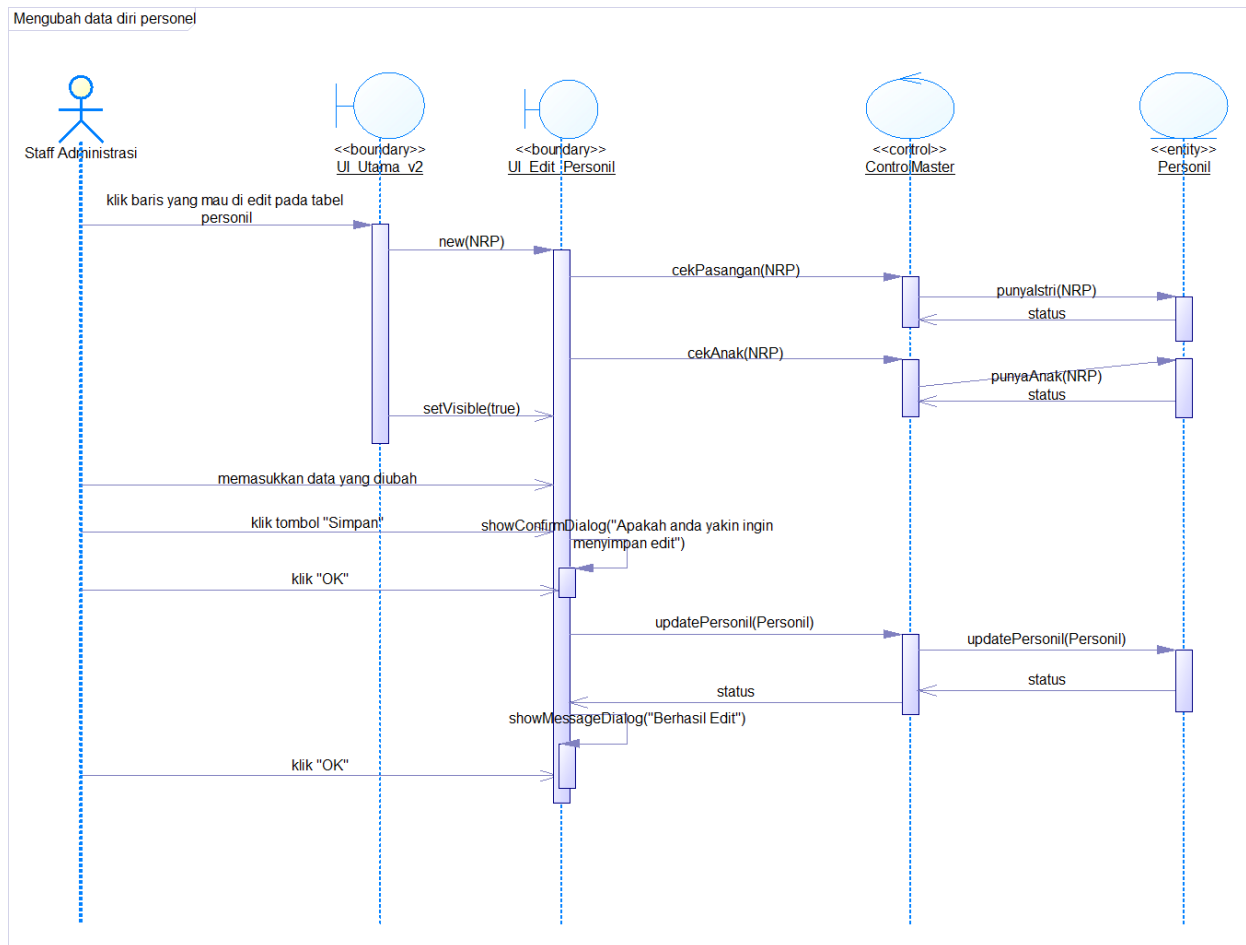 Mengubah data diri personel
Staff Administrasi
<<boundary>>
UI_Utama_v2
<<boundary>>
UI_Edit_Personil
<<control>>
ControlMaster
<<entity>>
Personil
klik baris yang mau di edit pada tabel
personil
new(NRP)
cekPasangan(NRP)
punyaIstri(NRP)
status
cekAnak(NRP)
punyaAnak(NRP)
status
setVisible(true)
memasukkan data yang diubah
klik tombol "Simpan"
showConfirmDialog("Apakah anda yakin ingin
menyimpan edit")
klik "OK"
updatePersonil(Personil)
updatePersonil(Personil)
status
status
showMessageDialog("Berhasil Edit")
klik "OK"